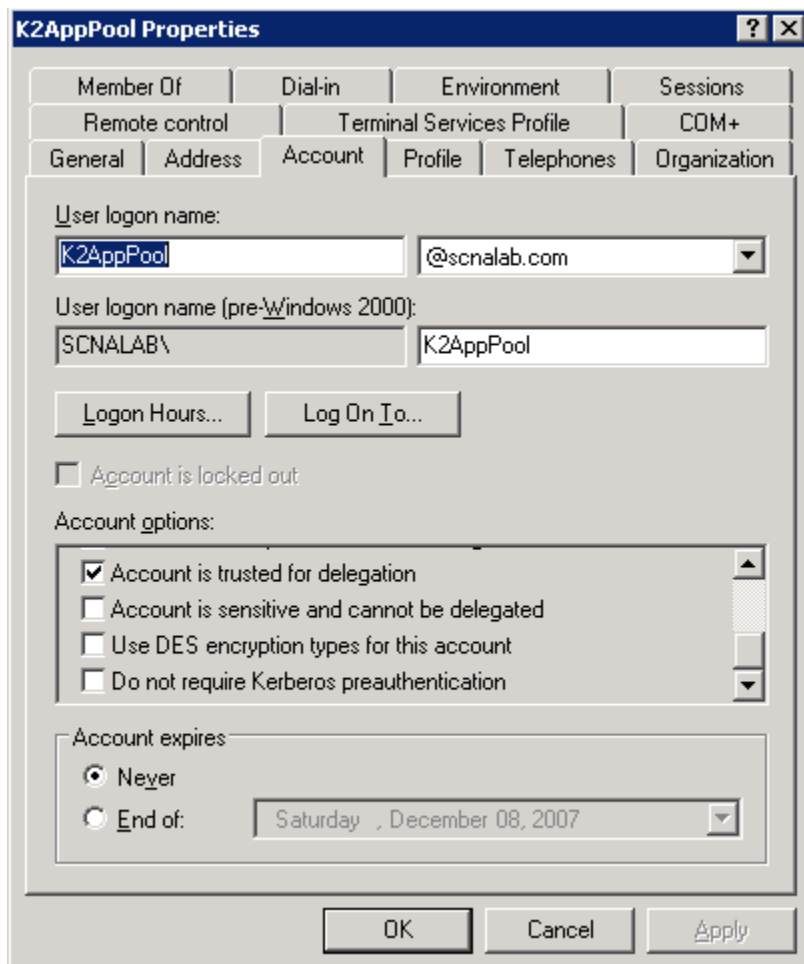 K2AppPool Properties
Member Of Dial-in Environment Sessions
Remote control Terminal Services Profile COM+
General Address Account Profile Telephones Organization
User logon name:
K2AppPool @scnalab.com
User logon name (pre-Windows 2000):
SCNALAB\ K2AppPool
Logon Hours... Log On To...
Account is locked out
Account options:
Account is trusted for delegation
Account is sensitive and cannot be delegated
Use DES encryption types for this account
Do not require Kerberos preauthentication
Account expires
Never
End of: Saturday , December 08, 2007
OK Cancel Apply